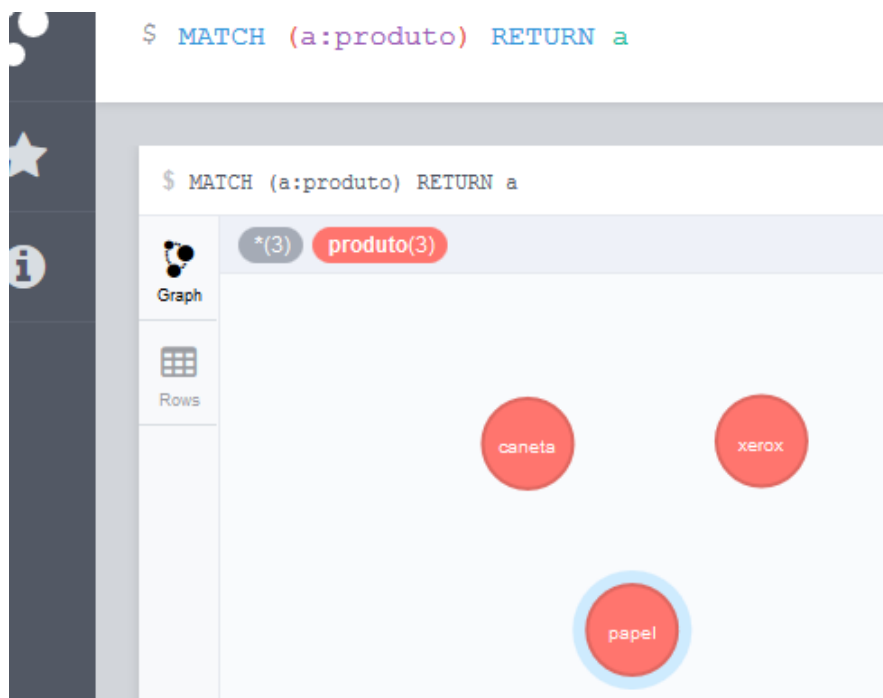 $ MATCH (a:produto) RETURN a
$ MATCH (a:produto) RETURN a
*(3) produto(3)
Graph
Rows
caneta
xerox
papel